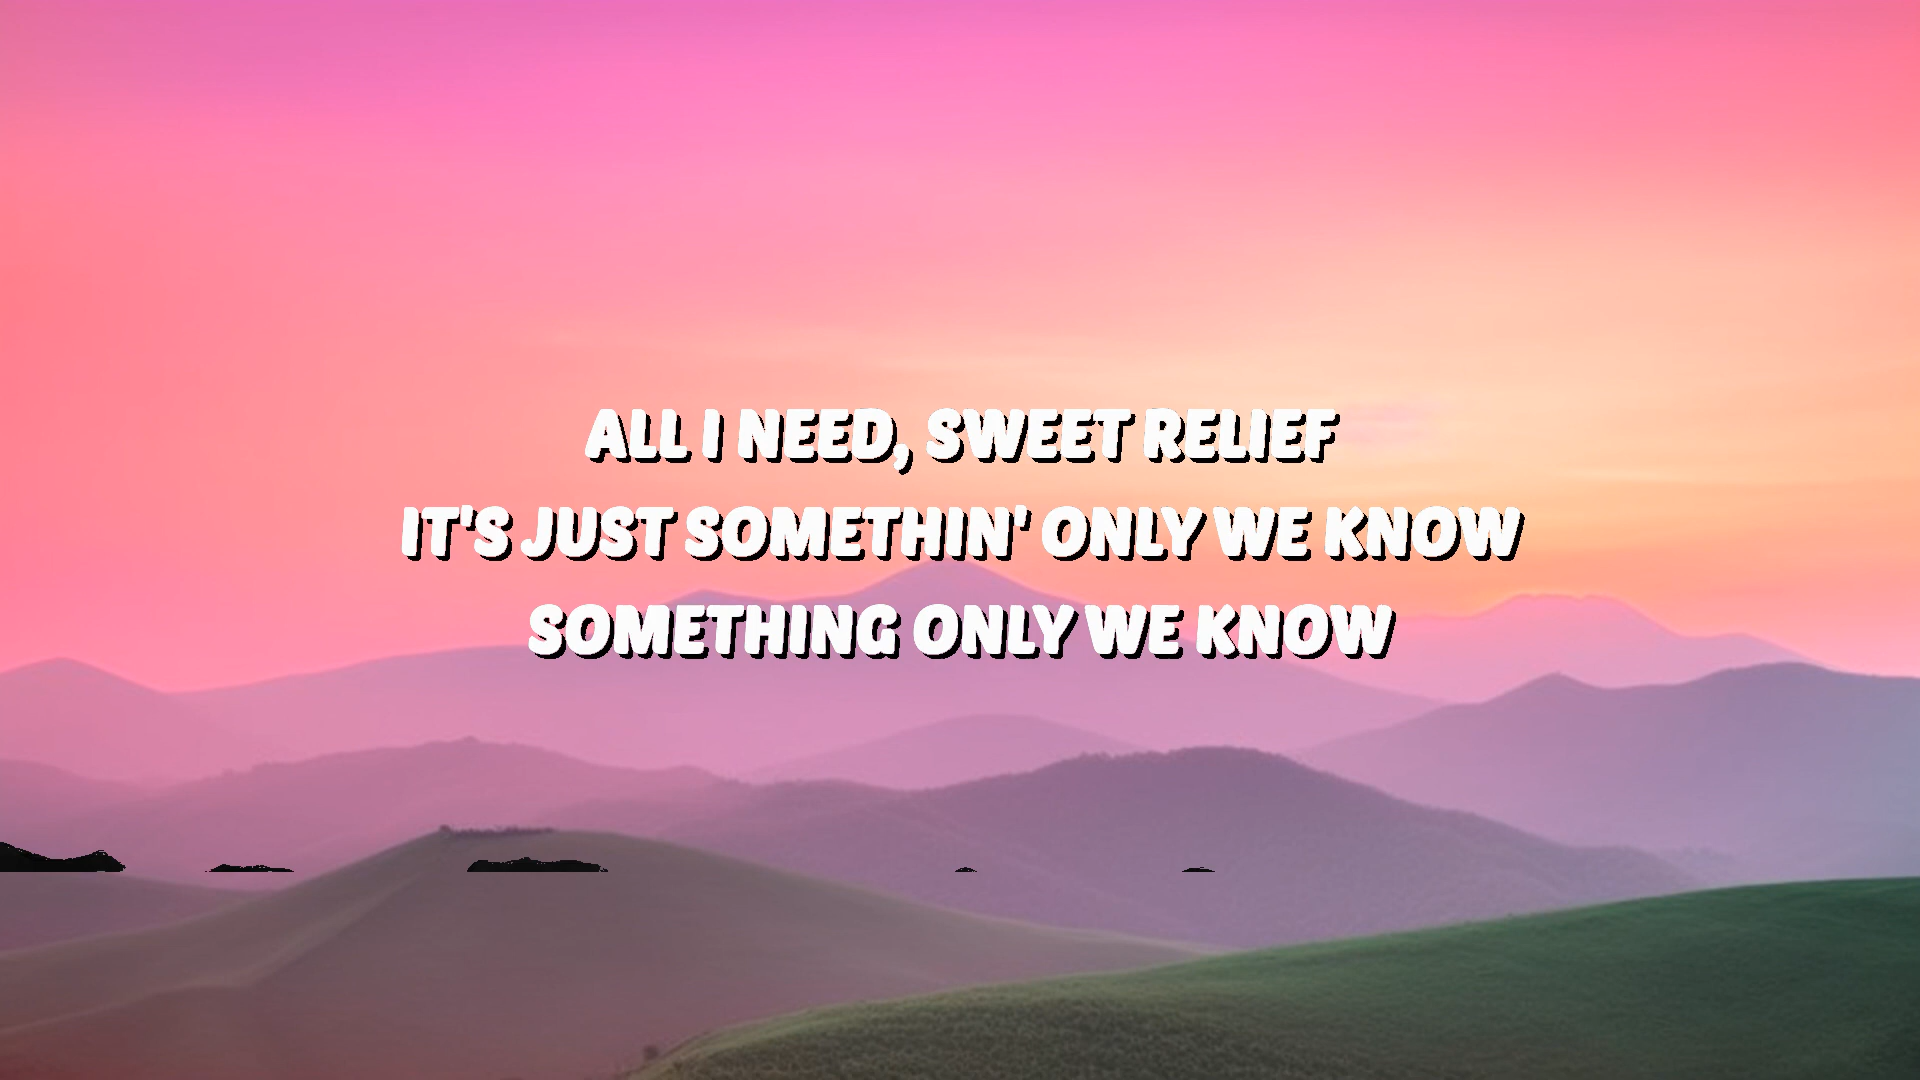 ALL I NEED, SWEET RELIEF
IT'S JUST SOMETHIN' ONLY WE KNOW
SOMETHING ONLY WE KNOW